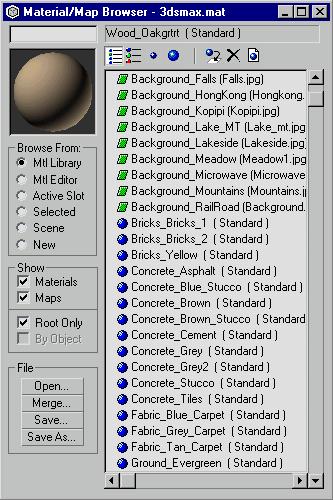 Material/Map Browser - 3dsmax.mat
Wood_Oakgrtrt ( Standard )
Browse From:
Mtl Library
Mtl Editor
Active Slot
Selected
Scene
New
Show
Materials
Maps
Root Only
By Object
File
Open...
Merge...
Save...
Save As...
Background_Falls (Falls.jpg)
Background_HongKong (Hongkong.
Background_Kopipi (Kopipi.jpg)
Background_Lake_MT (Lake_mt.jpg
Background_Lakeside (Lakeside.jpg)
Background_Meadow (Meadow1.jpg)
Background_Microwave (Microwave
Background_Mountains (Mountains.j
Background_RailRoad (Background.
Bricks_Bricks_1 ( Standard )
Bricks_Bricks_2 ( Standard )
Bricks_Yellow ( Standard )
Concrete_Asphalt ( Standard )
Concrete_Blue_Stucco ( Standard )
Concrete_Brown ( Standard )
Concrete_Brown_Stucco ( Standard
Concrete_Cement ( Standard )
Concrete_Grey ( Standard )
Concrete_Grey2 ( Standard )
Concrete_Stucco ( Standard )
Concrete_Tiles ( Standard )
Fabric_Blue_Carpet ( Standard )
Fabric_Grey_Carpet ( Standard )
Fabric_Tan_Carpet ( Standard )
Ground_Evergreen ( Standard )